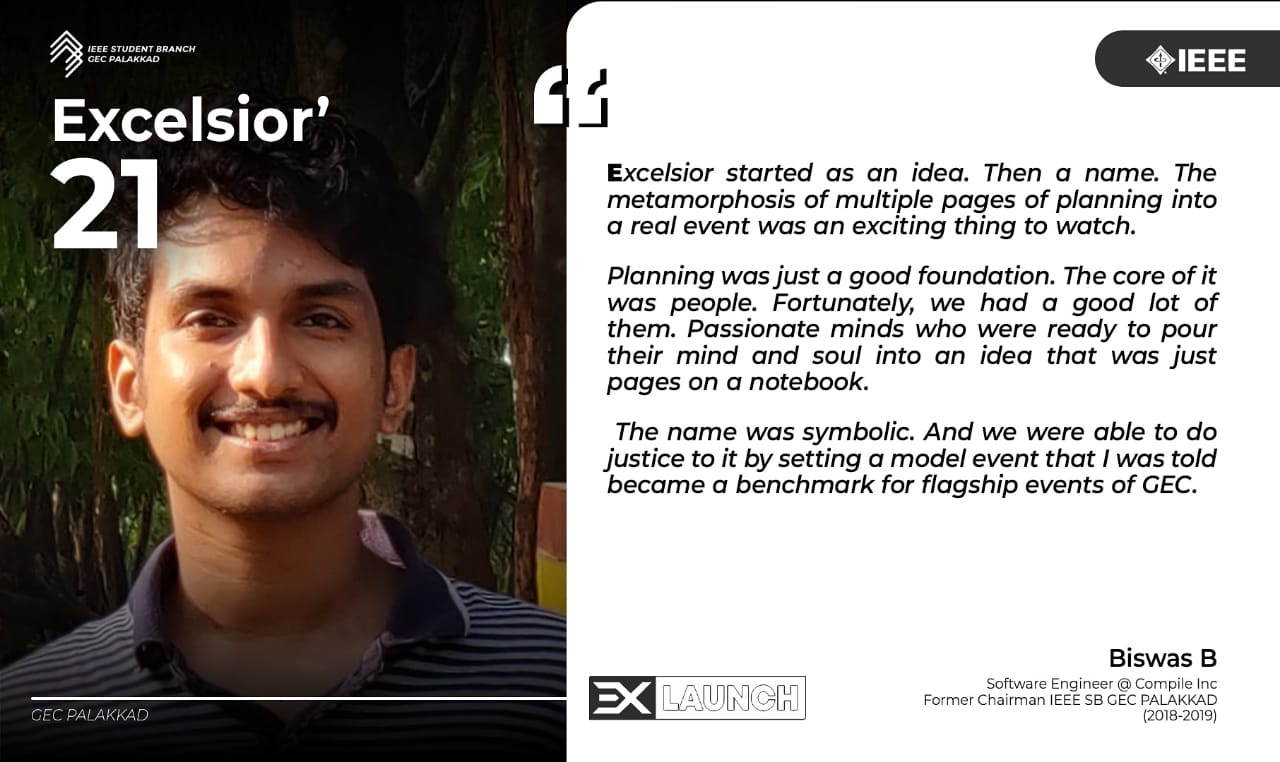 IEEE STUDENT BRANCH
GEC PALAKKAD
Excelsior’
21
GEC PALAKKAD
IEEE
“
Excelsior started as an idea. Then a name. The
metamorphosis of multiple pages of planning into
a real event was an exciting thing to watch.
Planning was just a good foundation. The core of it
was people. Fortunately, we had a good lot of
them. Passionate minds who were ready to pour
their mind and soul into an idea that was just
pages on a notebook.
The name was symbolic. And we were able to do
justice to it by setting a model event that I was told
became a benchmark for flagship events of GEC.
EX LAUNCH
Biswas B
Software Engineer @ Compile Inc
Former Chairman IEEE SB GEC PALAKKAD
(2018-2019)